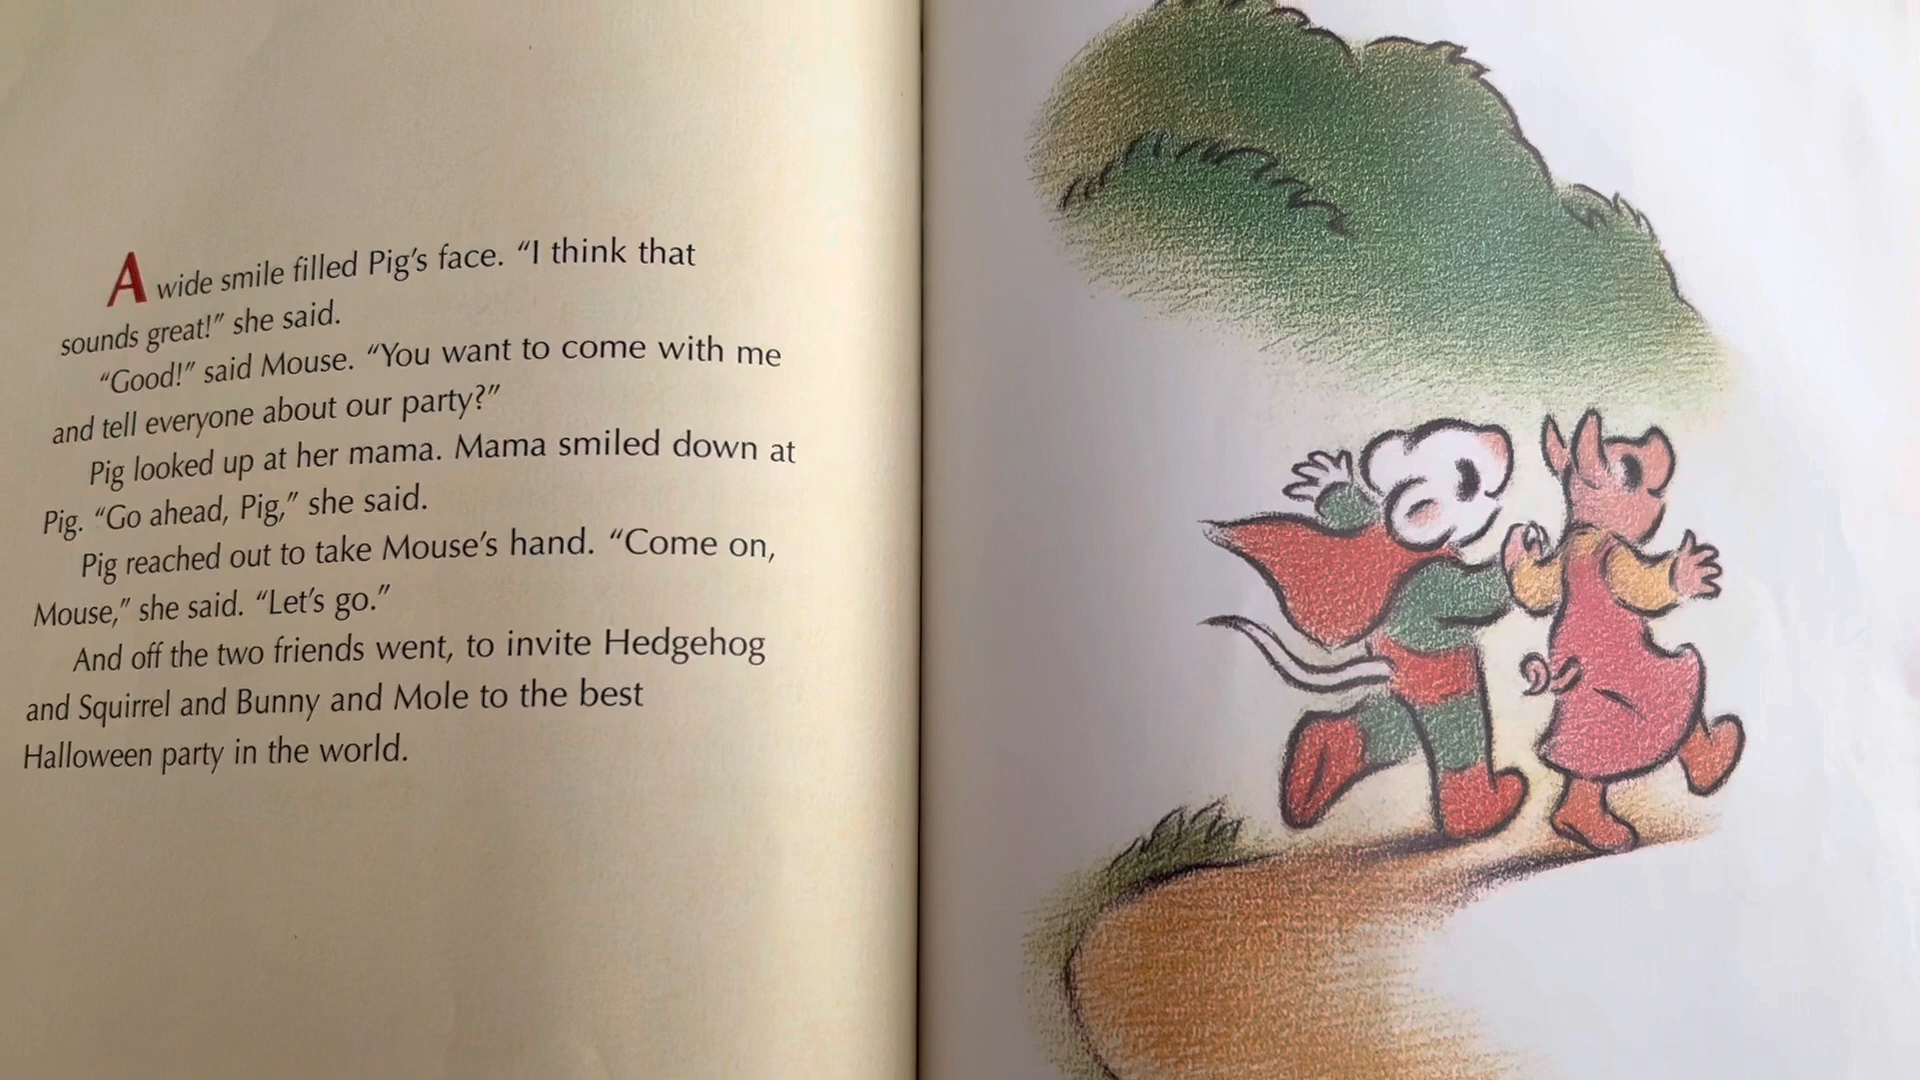 A wide smile filled Pig's face. “I think that
sounds great!” she said.
“Good!” said Mouse. “You want to come with me
and tell everyone about our party?”
Pig looked up at her mama. Mama smiled down at
Pig. “Go ahead, Pig,” she said.
Pig reached out to take Mouse's hand. “Come on,
Mouse,” she said. “Let's go.”
And off the two friends went, to invite Hedgehog
and Squirrel and Bunny and Mole to the best
Halloween party in the world.